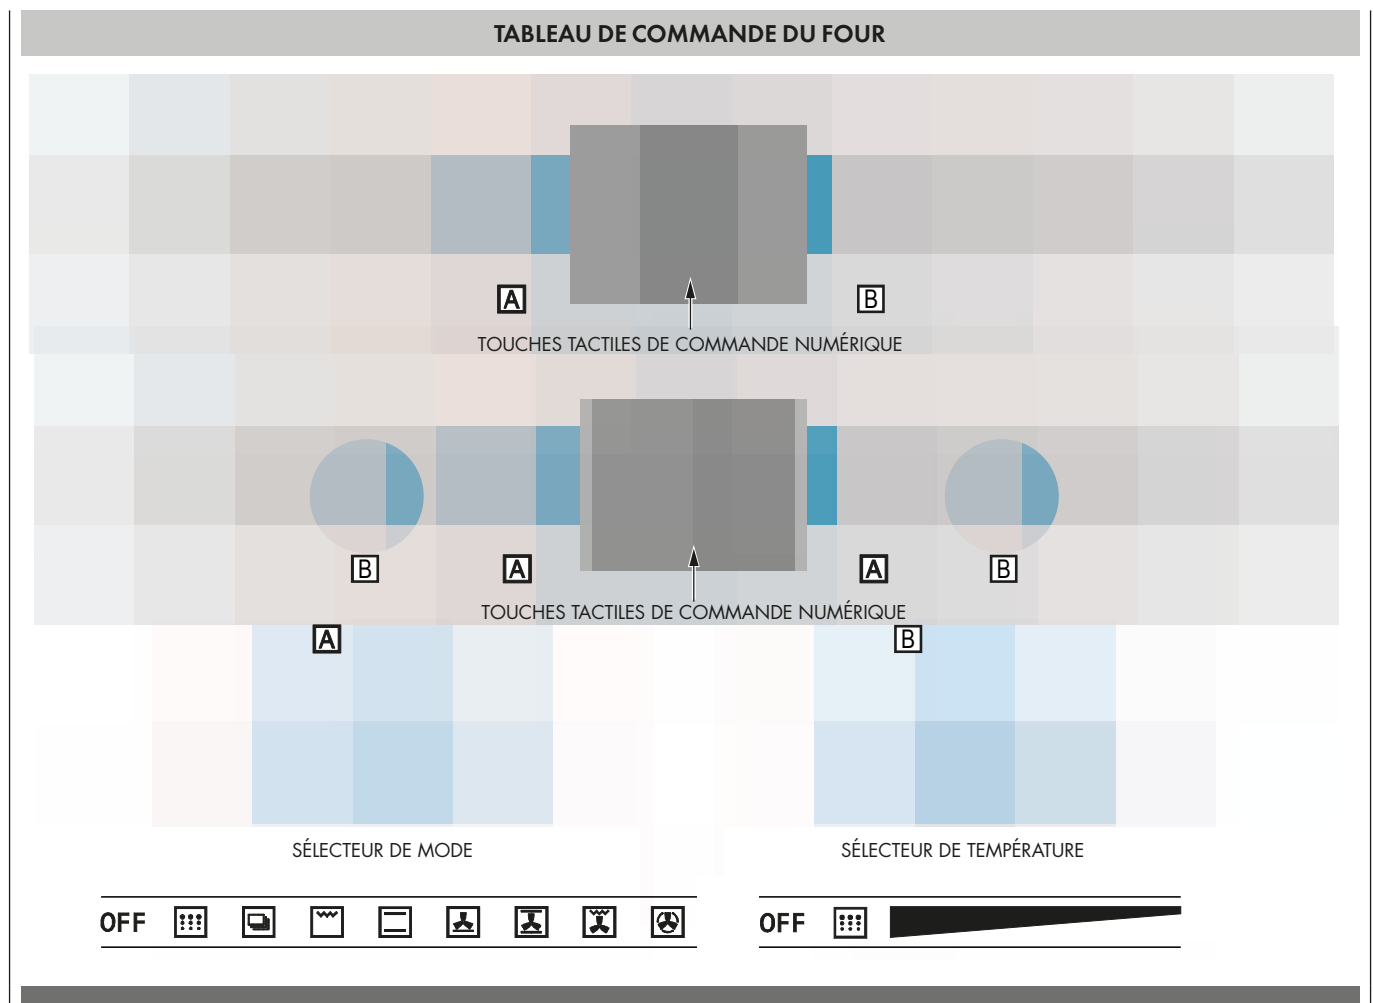 TABLEAU DE COMMANDE DU FOUR
A B
TOUCHES TACTILES DE COMMANDE NUMÉRIQUE
B A A B
TOUCHES TACTILES DE COMMANDE NUMÉRIQUE
A B
SÉLECTEUR DE MODE SÉLECTEUR DE TEMPÉRATURE
OFF OFF